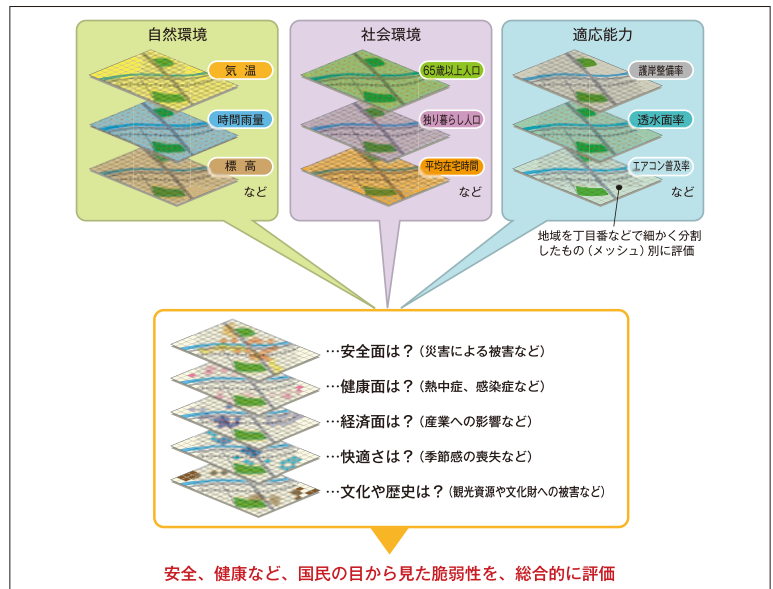 自然環境
気温
時間雨量
標高
など
社会環境
65歳以上人口
独り暮らし人口
平均在宅時間
など
適応能力
護岸整備率
透水面率
エアコン普及率
など
地域を丁目番などで細かく分割
したもの（メッシュ）別に評価
…安全面は？（災害による被害など）
…健康面は？（熱中症、感染症など）
…経済面は？（産業への影響など）
…快適さは？（季節感の喪失など）
…文化や歴史は？（観光資源や文化財への被害など）
安全、健康など、国民の目から見た脆弱性を、総合的に評価